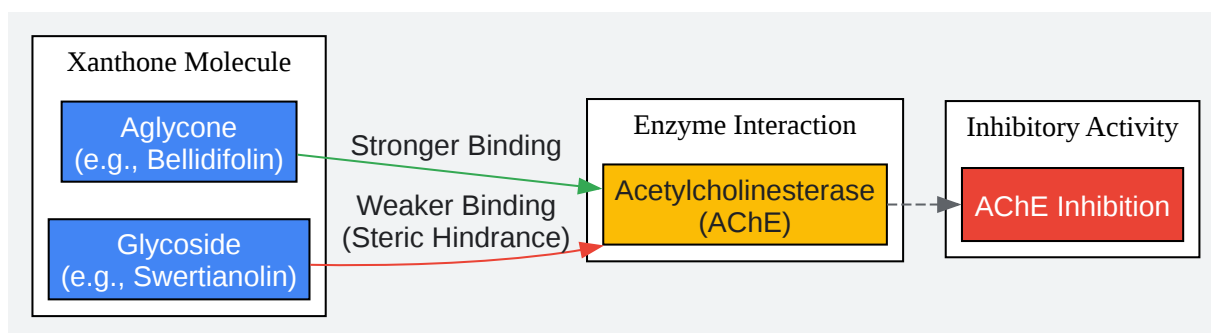 Xanthone Molecule
Aglycone
(e.g., Bellidifolin)
Glycoside
(e.g., Swertianolin)
Stronger Binding
Weaker Binding
(Steric Hindrance)
Enzyme Interaction
Acetylcholinesterase
(AChE)
Inhibitory Activity
AChE Inhibition